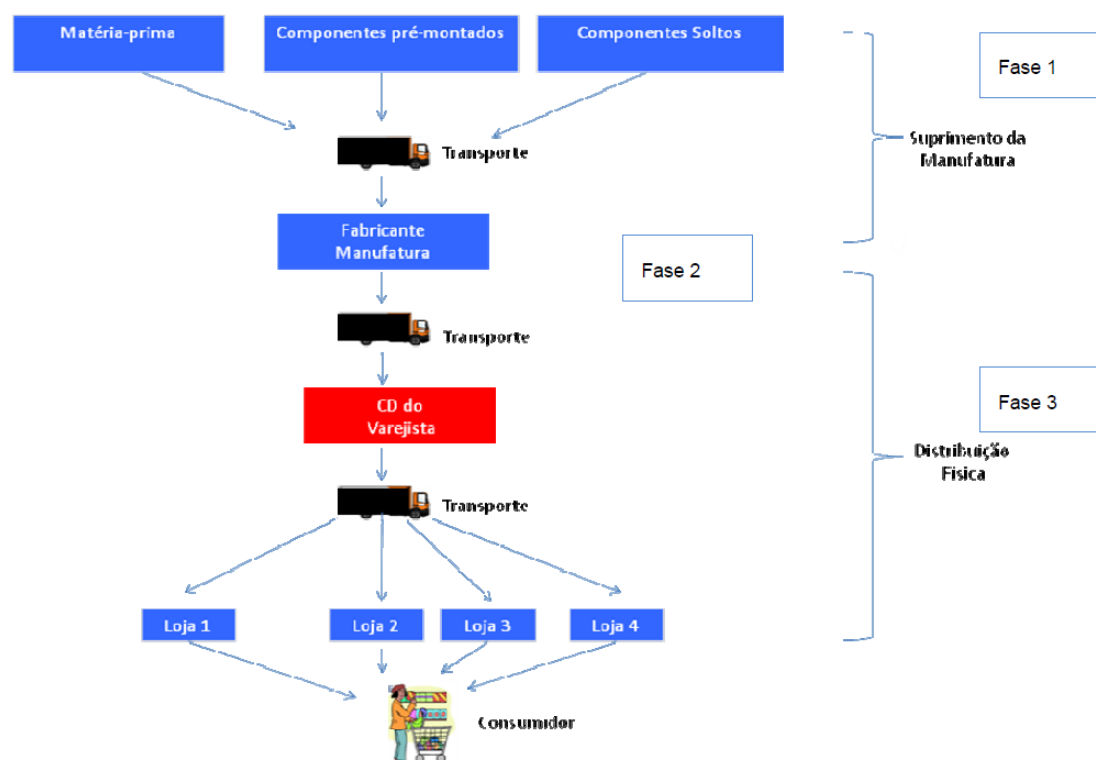 Matéria-prima
Componentes pré-montados
Componentes Soltos
Fase 1
Transporte
Suprimento da
Manufatura
Fabricante
Manufatura
Fase 2
Transporte
Fase 3
CD do
Varejista
Distribuição
Física
Transporte
Loja 1
Loja 2
Loja 3
Loja 4
Consumidor